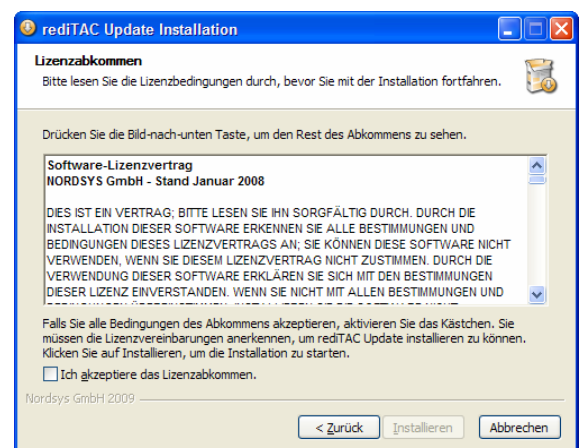 rediTAC Update Installation
Lizenzabkommen
Bitte lesen Sie die Lizenzbedingungen durch, bevor Sie mit der Installation fortfahren.
Drücken Sie die Bild-nach-unten Taste, um den Rest des Abkommens zu sehen.
Software-Lizenzvertrag
NORDSYS GmbH - Stand Januar 2008
DIES IST EIN VERTRAG; BITTE LESEN SIE IHN SORGFÄLTIG DURCH. DURCH DIE
INSTALLATION DIESER SOFTWARE ERKENNEN SIE ALLE BESTIMMUNGEN UND
BEDINGUNGEN DIESES LIZENZVERTRAGS AN; SIE KÖNNEN DIESE SOFTWARE NICHT
VERWENDEN, WENN SIE DIESEM LIZENZVERTRAG NICHT ZUSTIMMEN. DURCH DIE
VERWENDUNG DIESER SOFTWARE ERKLÄREN SIE SICH MIT DEN BESTIMMUNGEN
DIESER LIZENZ EINVERSTANDEN. WENN SIE NICHT MIT ALLEN BESTIMMUNGEN UND
Falls Sie alle Bedingungen des Abkommens akzeptieren, aktivieren Sie das Kästchen. Sie
müssen die Lizenzvereinbarungen anerkennen, um rediTAC Update installieren zu können.
Klicken Sie auf Installieren, um die Installation zu starten.
Ich akzeptiere das Lizenzabkommen.
Nordsys GmbH 2009
< Zurück Installieren Abbrechen